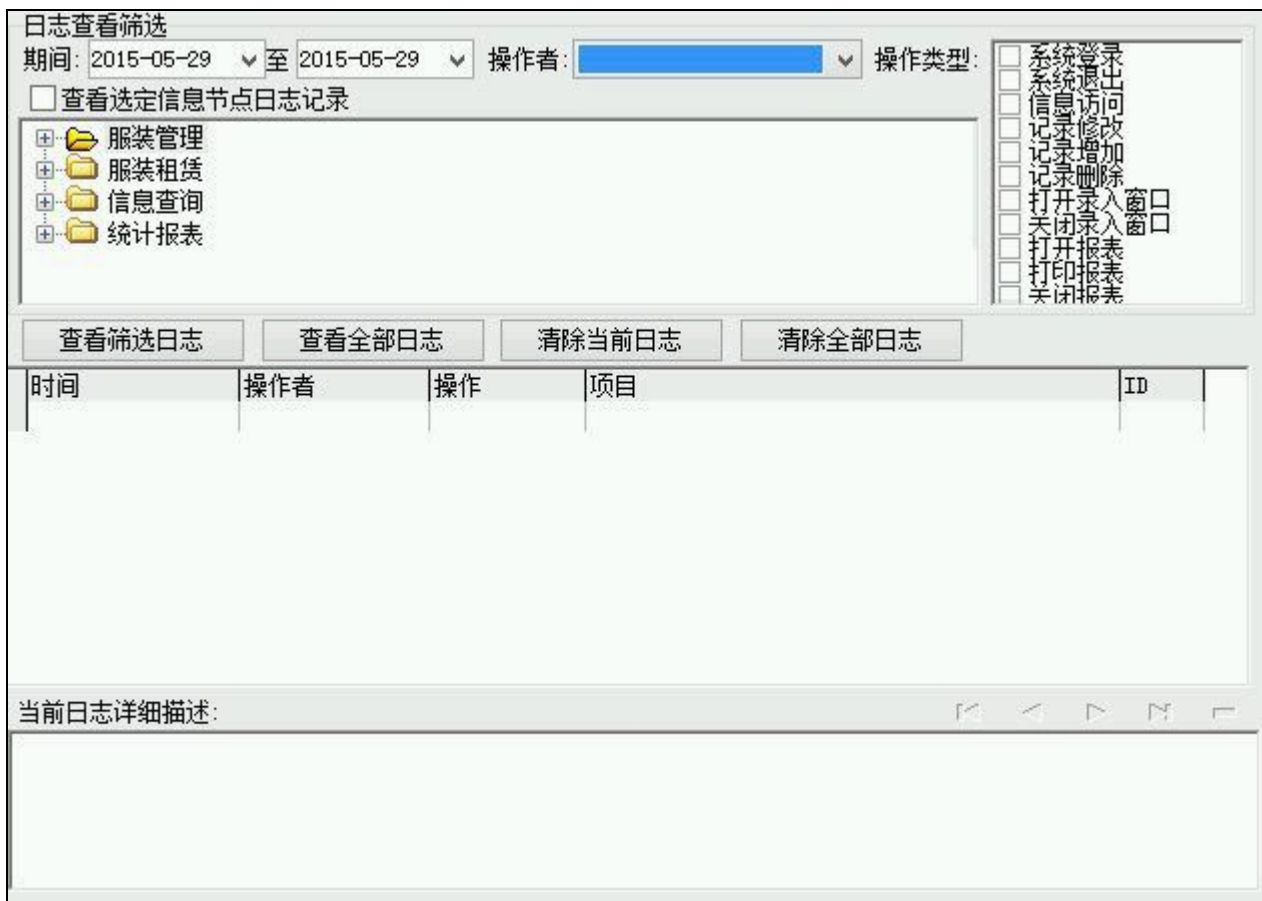 日志查看筛选
期间: 2015-05-29 至 2015-05-29 操作者: 操作类型:
系统登录
系统退出
信息访问
记录修改
记录增加
记录删除
打开录入窗口
关闭录入窗口
打开报表
打印报表
关闭报表
查看选定信息节点日志记录
服装管理
服装租赁
信息查询
统计报表
查看筛选日志 查看全部日志 清除当前日志 清除全部日志
时间 操作者 操作 项目 ID
当前日志详细描述: